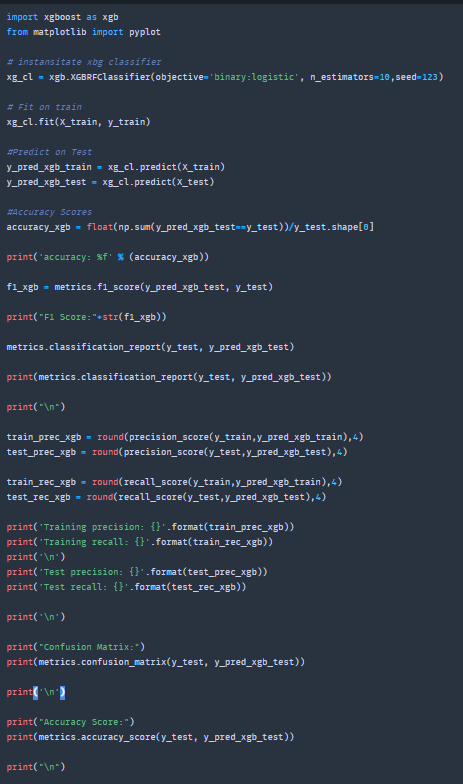 import xgboost as xgb
from matplotlib import pyplot
# instansitate xbg classifier
xg_cl = xgb.XGBRFClassifier(objective='binary:logistic', n_estimators=10,seed=123)
# Fit on train
xg_cl.fit(X_train, y_train)
#Predict on Test
y_pred_xgb_train = xg_cl.predict(X_train)
y_pred_xgb_test = xg_cl.predict(X_test)
#Accuracy Scores
accuracy_xgb = float(np.sum(y_pred_xgb_test==y_test))/y_test.shape[0]
print('accuracy: %f' % (accuracy_xgb))
f1_xgb = metrics.f1_score(y_pred_xgb_test, y_test)
print("F1 Score:"+str(f1_xgb))
metrics.classification_report(y_test, y_pred_xgb_test)
print(metrics.classification_report(y_test, y_pred_xgb_test))
print("\n")
train_prec_xgb = round(precision_score(y_train,y_pred_xgb_train),4)
test_prec_xgb = round(precision_score(y_test,y_pred_xgb_test),4)
train_rec_xgb = round(recall_score(y_train,y_pred_xgb_train),4)
test_rec_xgb = round(recall_score(y_test,y_pred_xgb_test),4)
print('Training precision: {}'.format(train_prec_xgb))
print('Training recall: {}'.format(train_rec_xgb))
print('\n')
print('Test precision: {}'.format(test_prec_xgb))
print('Test recall: {}'.format(test_rec_xgb))
print('\n')
print("Confusion Matrix:")
print(metrics.confusion_matrix(y_test, y_pred_xgb_test))
print('\n')
print("Accuracy Score:")
print(metrics.accuracy_score(y_test, y_pred_xgb_test))
print("\n")